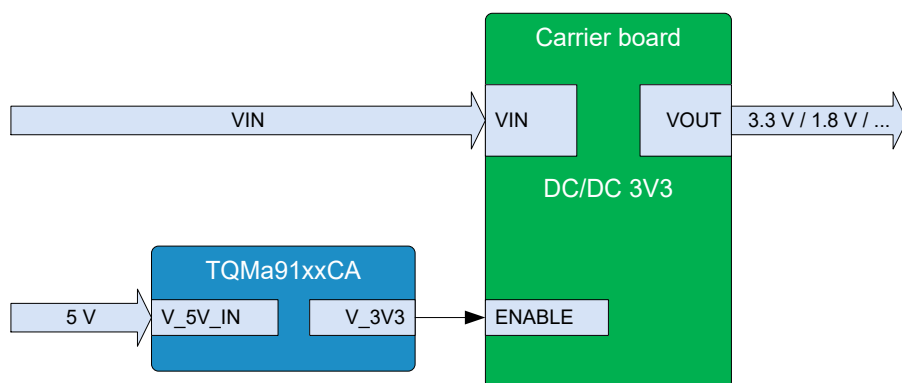 Carrier board
VIN
VIN
VOUT
3.3 V / 1.8 V / ...
DC/DC 3V3
TQMa91xxCA
5 V
V_5V_IN
V_3V3
ENABLE